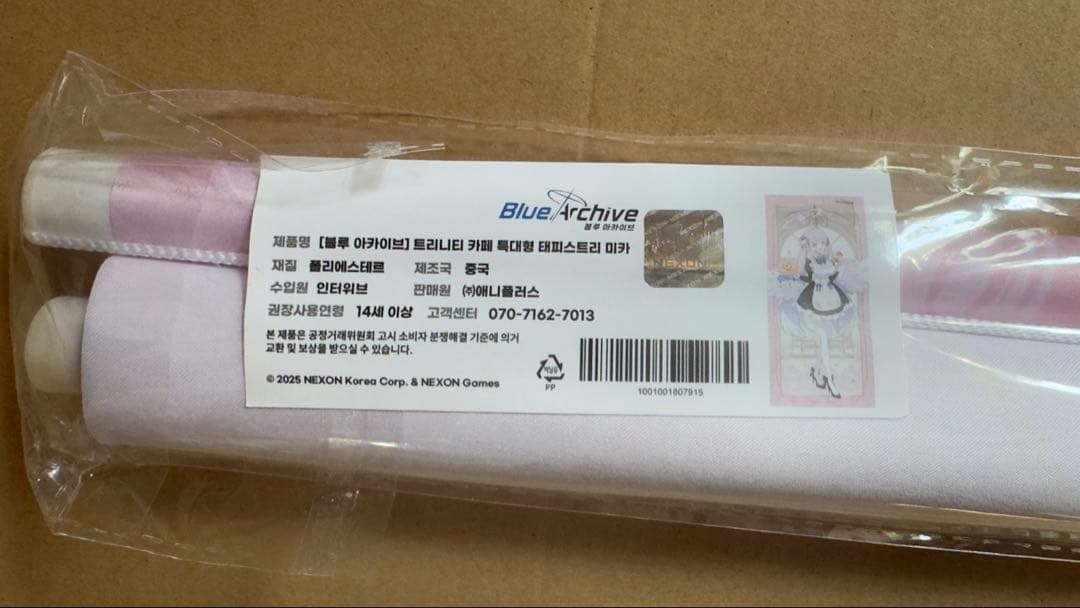 Blue Archive
블루 아카이브
제품명 [블루 아카이브] 트리니티 카페 특대형 태피스트리 미카
재질 폴리에스테르 제조국 중국
수입원 인터위브 판매원 ㈜애니플러스
권장사용연령 14세 이상 고객센터 070-7162-7013
본 제품은 공정거래위원회 고시 소비자 분쟁해결 기준에 의거
교환 및 보상을 받으실 수 있습니다.
© 2025 NEXON Korea Corp. & NEXON Games
비닐류
PP
1001001807915
NEXON